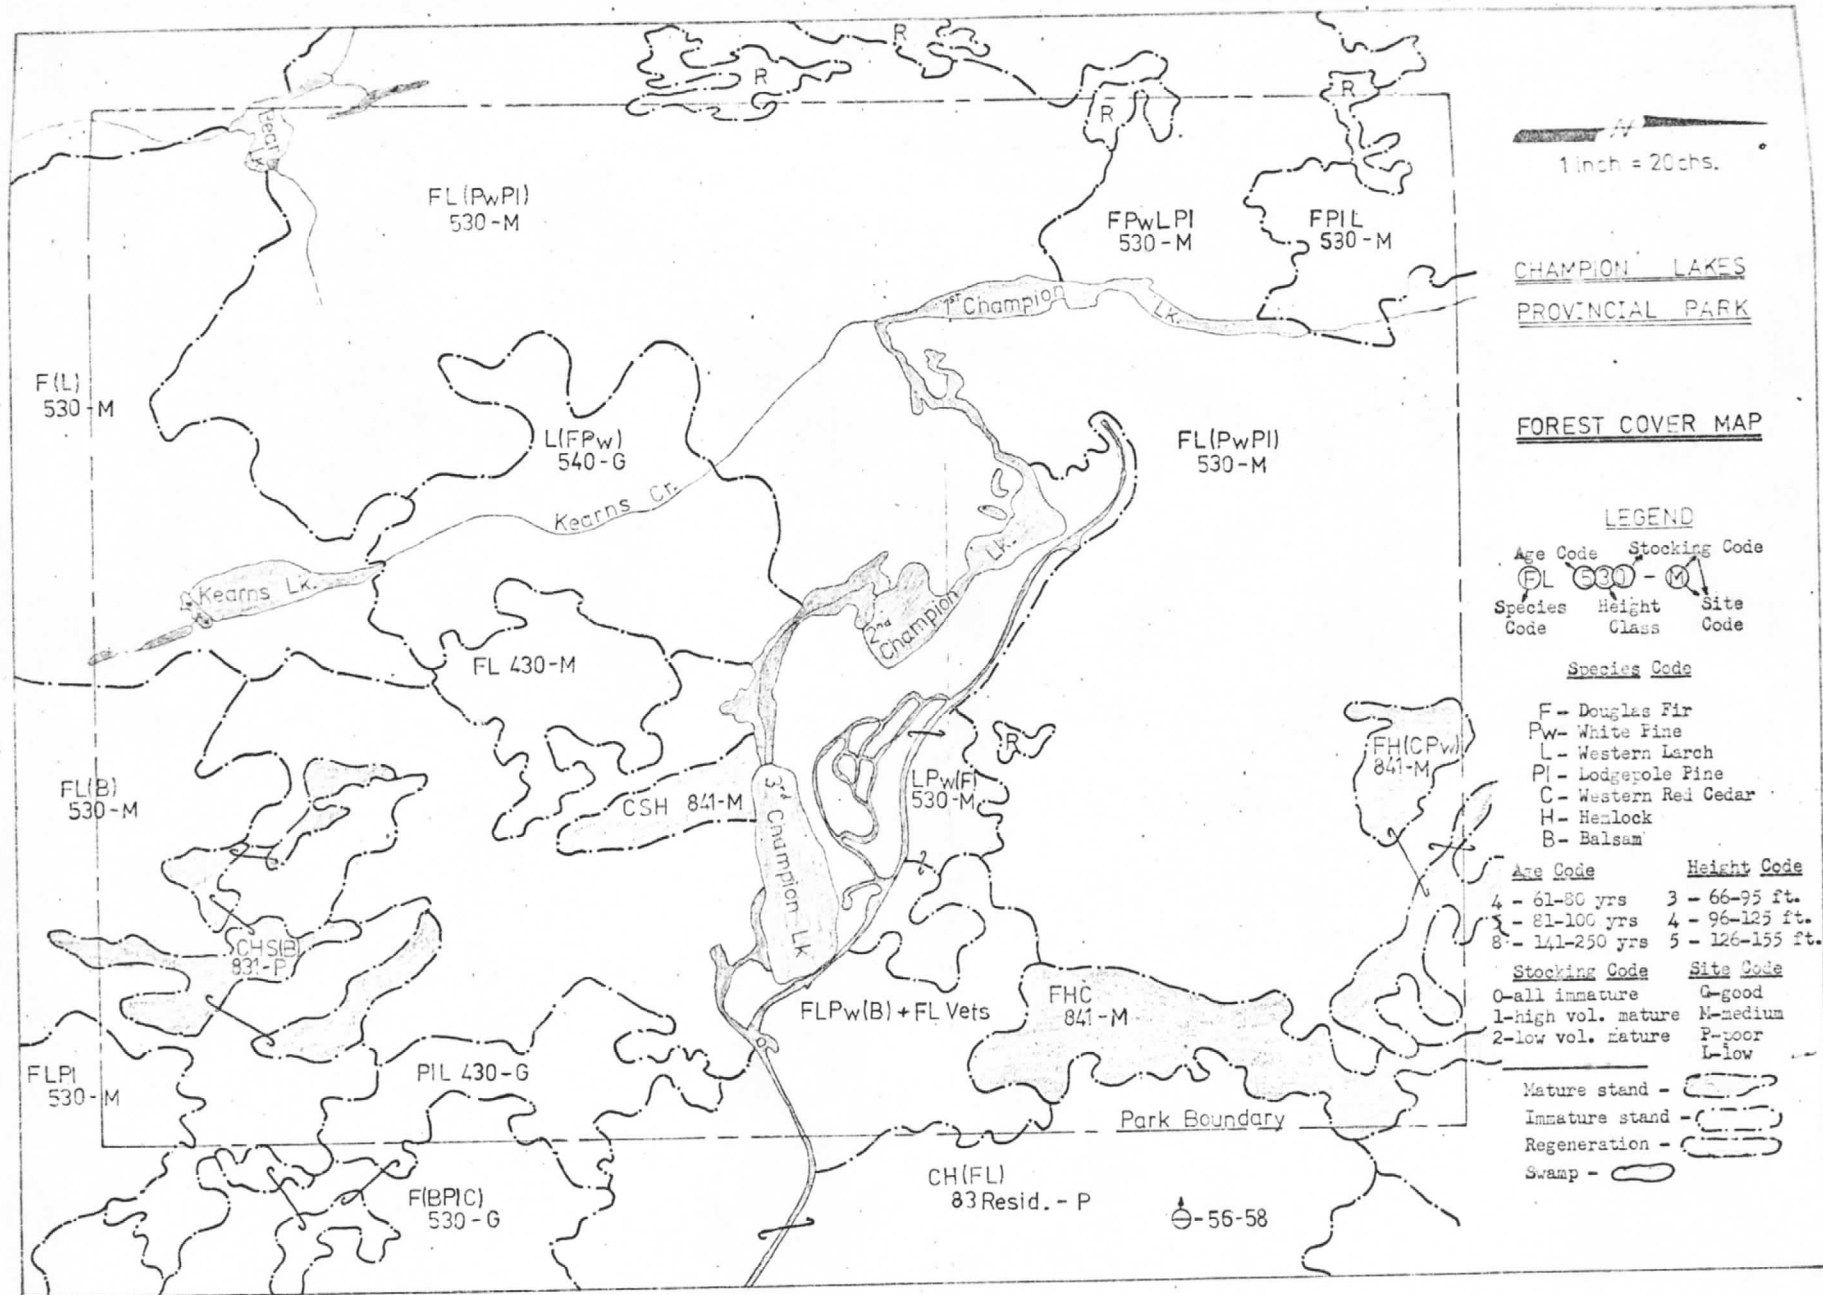 R
R
R
R
Bear
Lk
FL(PwPl)
530-M
FPwLPl
530-M
FPlL
530-M
1ST Champion Lk.
F(L)
530-M
L(FPw)
540-G
FL(PwPl)
530-M
Kearns Cr.
Kearns Lk.
2nd Champion Lk.
FL 430-M
R
FL(B)
530-M
CSH 841-M
3rd Champion Lk
LPw(F)
530-M
FH(CPw)
841-M
CHS(B)
831-P
FLPw(B) + FL Vets
FHC
841-M
FLPl
530-M
PlL 430-G
Park Boundary
F(BPlC)
530-G
CH(FL)
83 Resid. - P
-56-58
N
1 inch = 20 chs.
CHAMPION LAKES
PROVINCIAL PARK
FOREST COVER MAP
LEGEND
Age Code Stocking Code
FL 530 - M
Species Height Site
Code Class Code
Species Code
F - Douglas Fir
Pw - White Pine
L - Western Larch
Pl - Lodgepole Pine
C - Western Red Cedar
H - Hemlock
B - Balsam
Age Code Height Code
4 - 61-80 yrs 3 - 66-95 ft.
5 - 81-100 yrs 4 - 96-125 ft.
8 - 141-250 yrs 5 - 126-155 ft.
Stocking Code Site Code
0-all immature G-good
1-high vol. mature M-medium
2-low vol. mature P-poor
L-low
Mature stand -
Immature stand -
Regeneration -
Swamp -